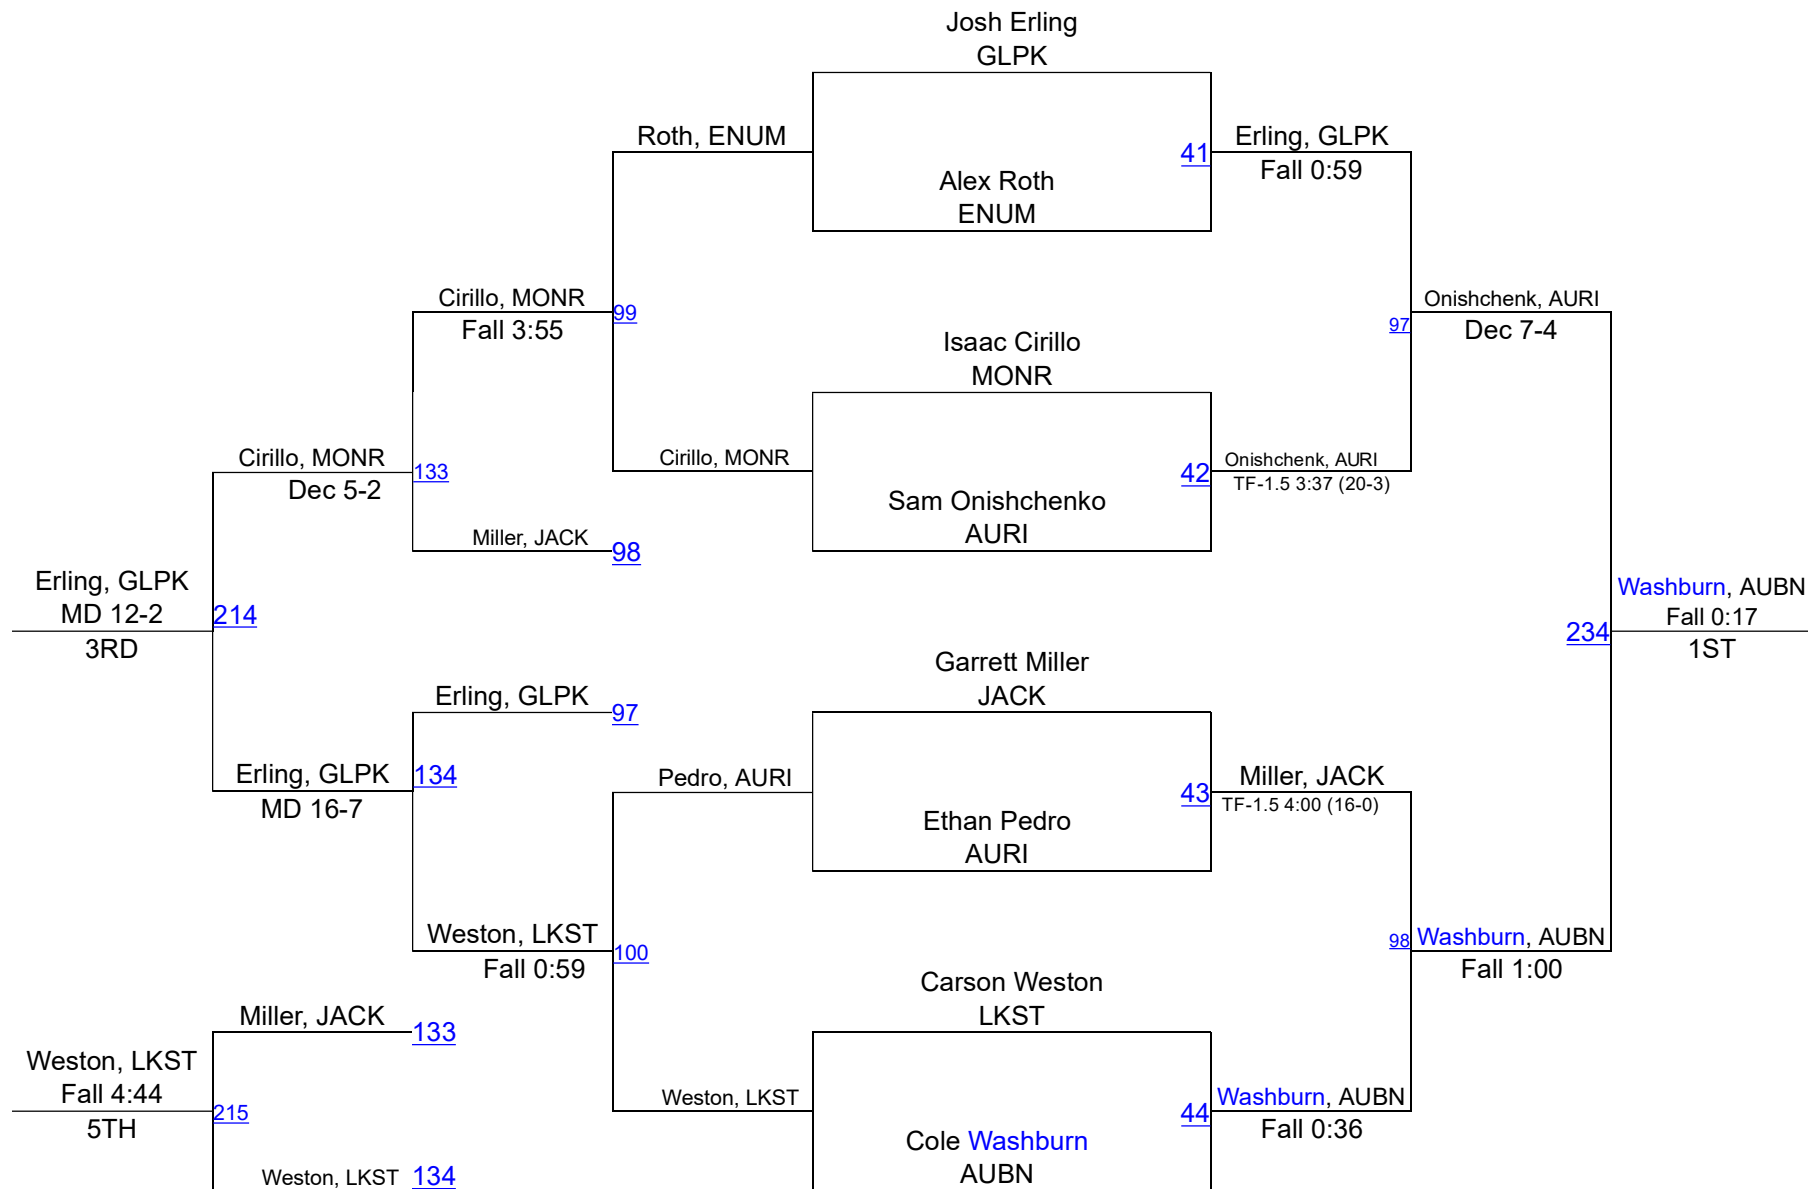 Josh Erling
GLPK
Roth, ENUM
41
Erling, GLPK
Fall 0:59
Alex Roth
ENUM
Cirillo, MONR
Fall 3:55
99
Onishchenk, AURI
Dec 7-4
97
Isaac Cirillo
MONR
Cirillo, MONR
Dec 5-2
133
Cirillo, MONR
42
Onishchenk, AURI
TF-1.5 3:37 (20-3)
Sam Onishchenko
AURI
Miller, JACK
98
Erling, GLPK
MD 12-2
3RD
214
Washburn, AUBN
Fall 0:17
1ST
234
Garrett Miller
JACK
Erling, GLPK
97
Erling, GLPK
MD 16-7
134
Pedro, AURI
43
Miller, JACK
TF-1.5 4:00 (16-0)
Ethan Pedro
AURI
Weston, LKST
Fall 0:59
100
98
Washburn, AUBN
Fall 1:00
Carson Weston
LKST
Miller, JACK
133
Weston, LKST
Fall 4:44
5TH
215
Weston, LKST
44
Washburn, AUBN
Fall 0:36
Cole Washburn
AUBN
Weston, LKST
134